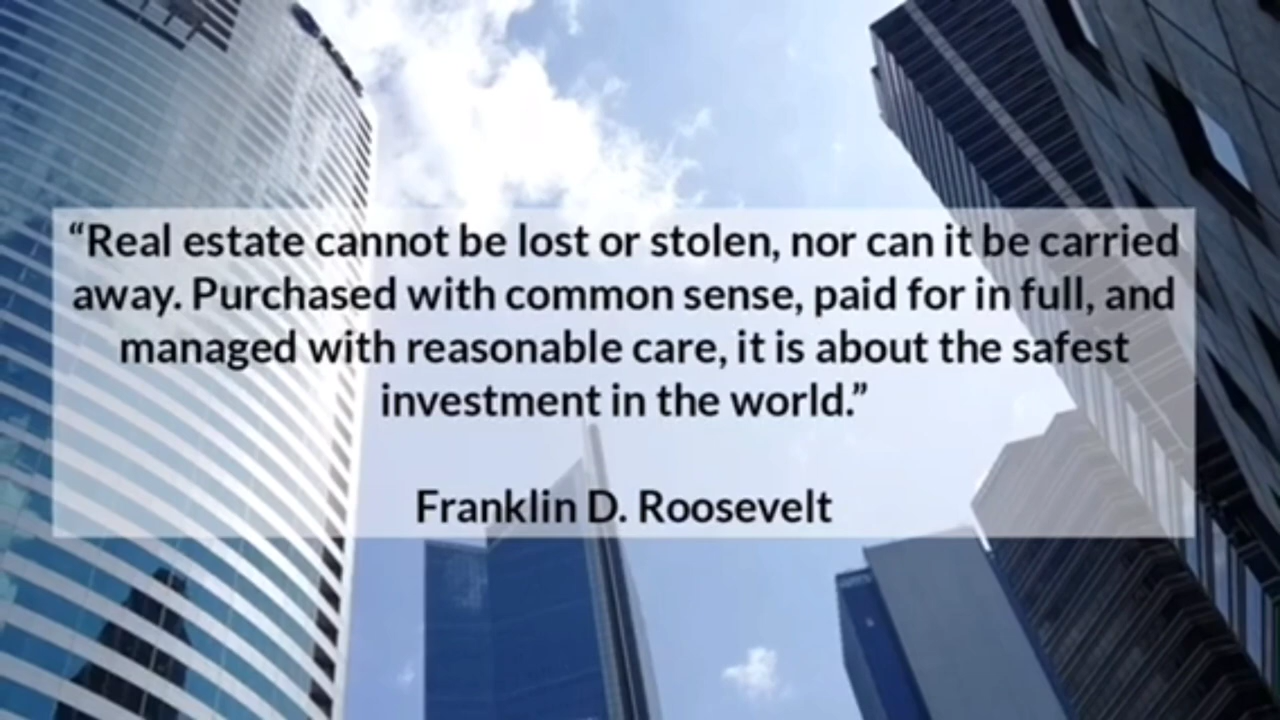 “Real estate cannot be lost or stolen, nor can it be carried
away. Purchased with common sense, paid for in full, and
managed with reasonable care, it is about the safest
investment in the world.”
Franklin D. Roosevelt